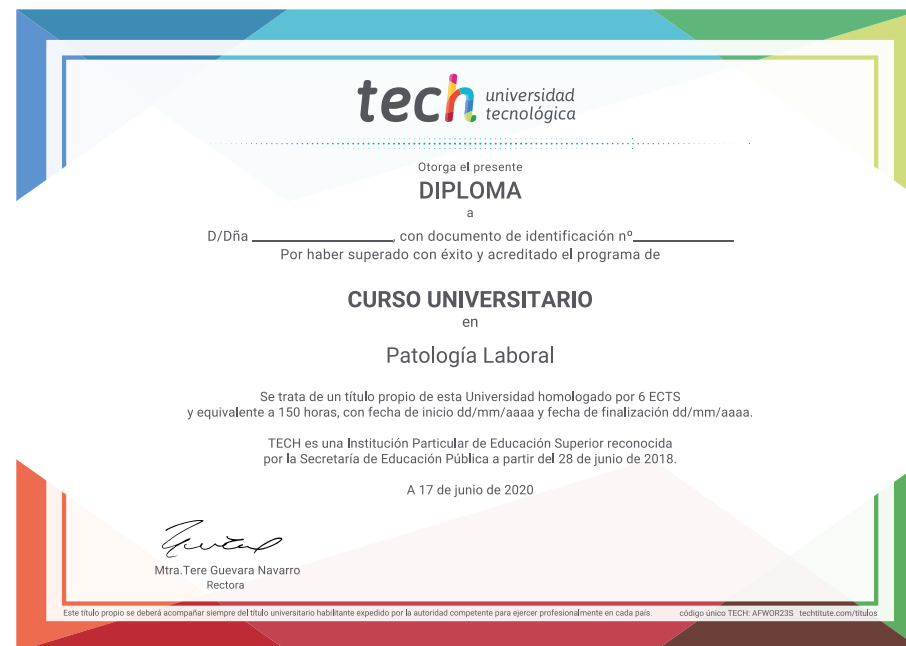 tech universidad
tecnológica
Otorga el presente
DIPLOMA
a
D/Dña ____________________, con documento de identificación nº______________
Por haber superado con éxito y acreditado el programa de
CURSO UNIVERSITARIO
en
Patología Laboral
Se trata de un título propio de esta Universidad homologado por 6 ECTS
y equivalente a 150 horas, con fecha de inicio dd/mm/aaaa y fecha de finalización dd/mm/aaaa.
TECH es una Institución Particular de Educación Superior reconocida
por la Secretaría de Educación Pública a partir del 28 de junio de 2018.
A 17 de junio de 2020
Mtra.Tere Guevara Navarro
Rectora
Este título propio se deberá acompañar siempre del título universitario habilitante expedido por la autoridad competente para ejercer profesionalmente en cada país. código único TECH: AFWOR23S techtitute.com/titulos